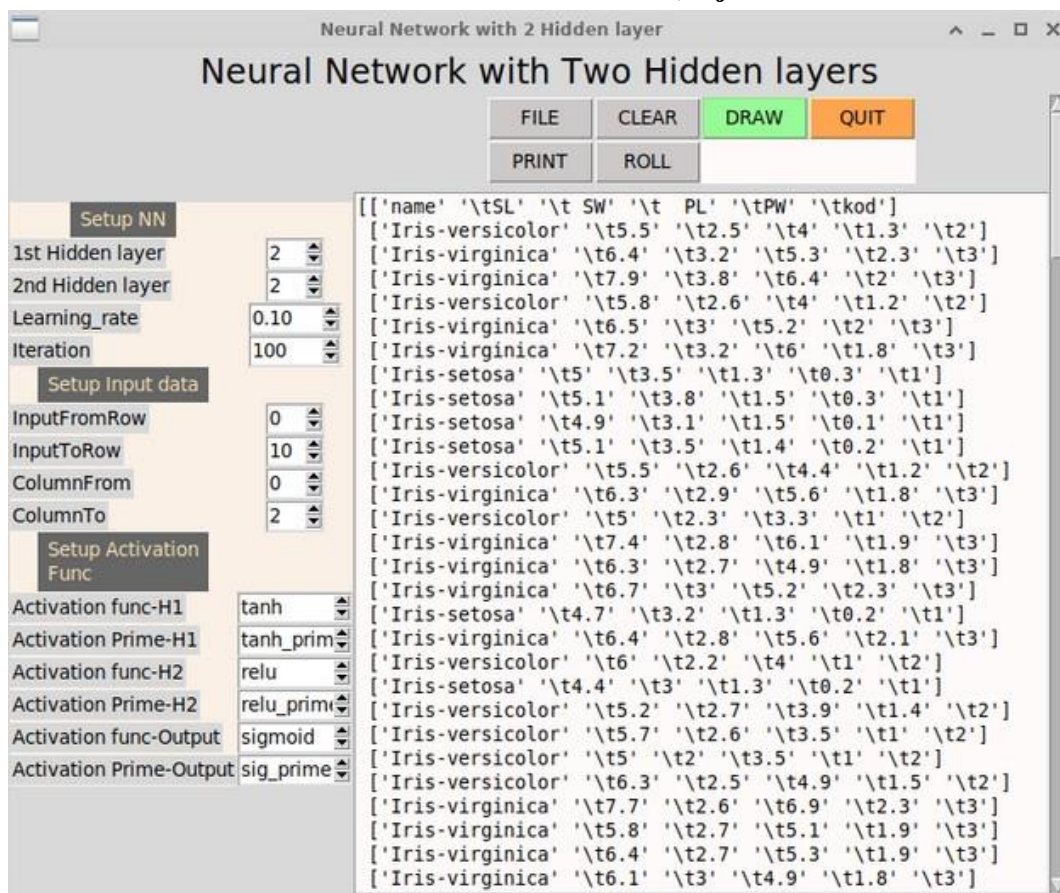 Neural Network with 2 Hidden layer
Neural Network with Two Hidden layers
FILE CLEAR DRAW QUIT
PRINT ROLL
Setup NN
1st Hidden layer 2
2nd Hidden layer 2
Learning_rate 0.10
Iteration 100
Setup Input data
InputFromRow 0
InputToRow 10
ColumnFrom 0
ColumnTo 2
Setup Activation
Func
Activation func-H1 tanh
Activation Prime-H1 tanh_prim
Activation func-H2 relu
Activation Prime-H2 relu_prim
Activation func-Output sigmoid
Activation Prime-Output sig_prime
[['name' '\tSL' '\t SW' '\t  PL' '\tPW' '\tkod']
['Iris-versicolor' '\t5.5' '\t2.5' '\t4' '\t1.3' '\t2']
['Iris-virginica' '\t6.4' '\t3.2' '\t5.3' '\t2.3' '\t3']
['Iris-virginica' '\t7.9' '\t3.8' '\t6.4' '\t2' '\t3']
['Iris-versicolor' '\t5.8' '\t2.6' '\t4' '\t1.2' '\t2']
['Iris-virginica' '\t6.5' '\t3' '\t5.2' '\t2' '\t3']
['Iris-virginica' '\t7.2' '\t3.2' '\t6' '\t1.8' '\t3']
['Iris-setosa' '\t5' '\t3.5' '\t1.3' '\t0.3' '\t1']
['Iris-setosa' '\t5.1' '\t3.8' '\t1.5' '\t0.3' '\t1']
['Iris-setosa' '\t4.9' '\t3.1' '\t1.5' '\t0.1' '\t1']
['Iris-setosa' '\t5.1' '\t3.5' '\t1.4' '\t0.2' '\t1']
['Iris-versicolor' '\t5.5' '\t2.6' '\t4.4' '\t1.2' '\t2']
['Iris-virginica' '\t6.3' '\t2.9' '\t5.6' '\t1.8' '\t3']
['Iris-versicolor' '\t5' '\t2.3' '\t3.3' '\t1' '\t2']
['Iris-virginica' '\t7.4' '\t2.8' '\t6.1' '\t1.9' '\t3']
['Iris-virginica' '\t6.3' '\t2.7' '\t4.9' '\t1.8' '\t3']
['Iris-virginica' '\t6.7' '\t3' '\t5.2' '\t2.3' '\t3']
['Iris-setosa' '\t4.7' '\t3.2' '\t1.3' '\t0.2' '\t1']
['Iris-virginica' '\t6.4' '\t2.8' '\t5.6' '\t2.1' '\t3']
['Iris-versicolor' '\t6' '\t2.2' '\t4' '\t1' '\t2']
['Iris-setosa' '\t4.4' '\t3' '\t1.3' '\t0.2' '\t1']
['Iris-versicolor' '\t5.2' '\t2.7' '\t3.9' '\t1.4' '\t2']
['Iris-versicolor' '\t5.7' '\t2.6' '\t3.5' '\t1' '\t2']
['Iris-versicolor' '\t5' '\t2' '\t3.5' '\t1' '\t2']
['Iris-versicolor' '\t6.3' '\t2.5' '\t4.9' '\t1.5' '\t2']
['Iris-virginica' '\t7.7' '\t2.6' '\t6.9' '\t2.3' '\t3']
['Iris-virginica' '\t5.8' '\t2.7' '\t5.1' '\t1.9' '\t3']
['Iris-virginica' '\t6.4' '\t2.7' '\t5.3' '\t1.9' '\t3']
['Iris-virginica' '\t6.1' '\t3' '\t4.9' '\t1.8' '\t3']